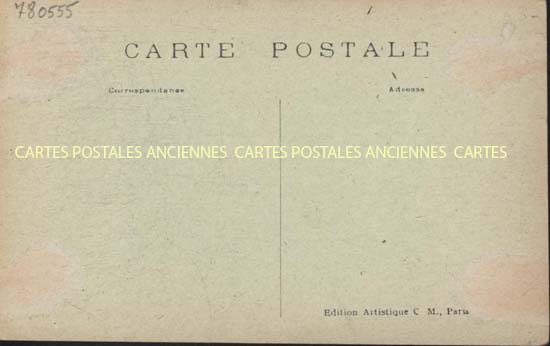 780555
CARTE POSTALE
Correspondance
Adresse
CARTES POSTALES ANCIENNES CARTES POSTALES ANCIENNES CARTES
Edition Artistique C M., Paris